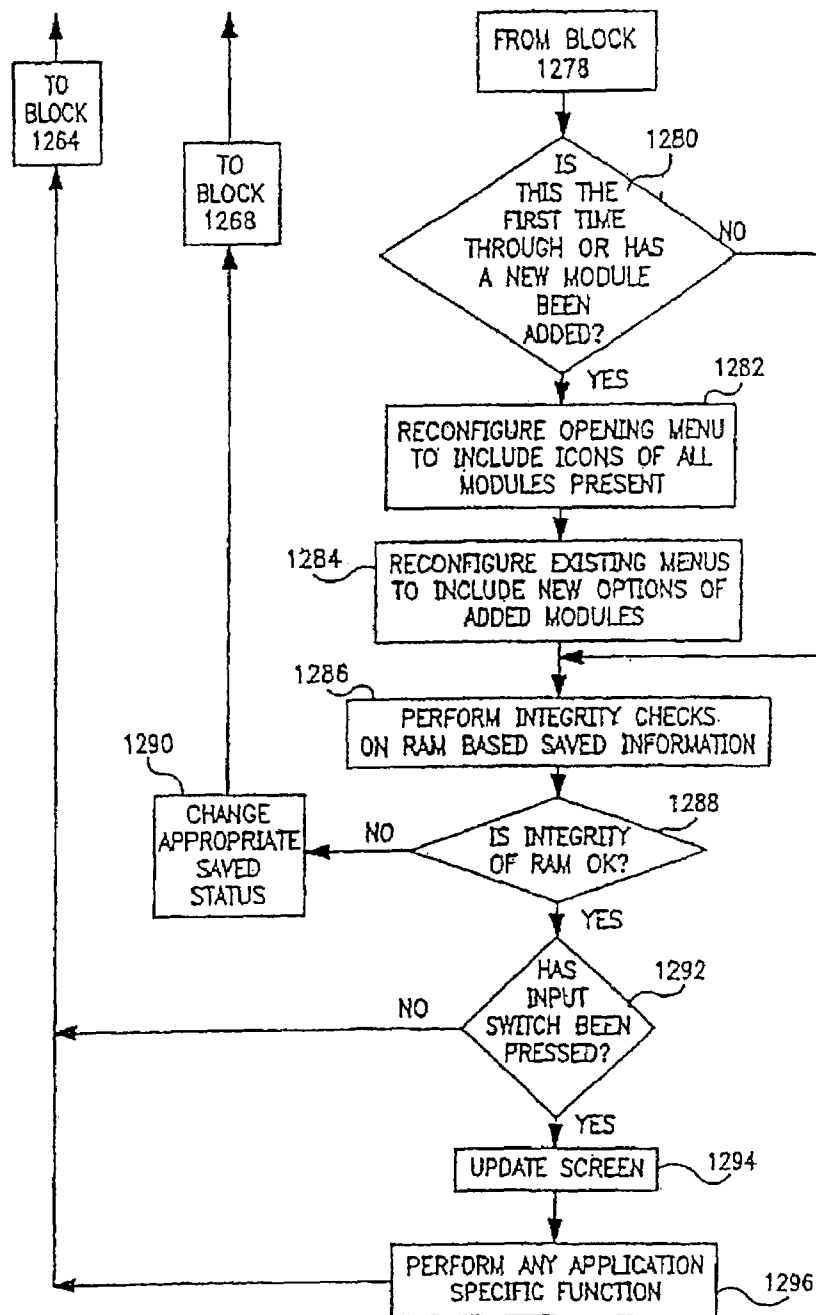 FROM BLOCK
1278
TO
BLOCK
1264
TO
BLOCK
1268
1280
IS
THIS THE
FIRST TIME
THROUGH OR HAS
A NEW MODULE
BEEN
ADDED?
NO
YES
1282
RECONFIGURE OPENING MENU
TO INCLUDE ICONS OF ALL
MODULES PRESENT
1284
RECONFIGURE EXISTING MENUS
TO INCLUDE NEW OPTIONS OF
ADDED MODULES
1286
PERFORM INTEGRITY CHECKS
ON RAM BASED SAVED INFORMATION
1290
CHANGE
APPROPRIATE
SAVED
STATUS
NO
1288
IS INTEGRITY
OF RAM OK?
YES
1292
HAS
INPUT
SWITCH BEEN
PRESSED?
NO
YES
UPDATE SCREEN
1294
PERFORM ANY APPLICATION
SPECIFIC FUNCTION
1296